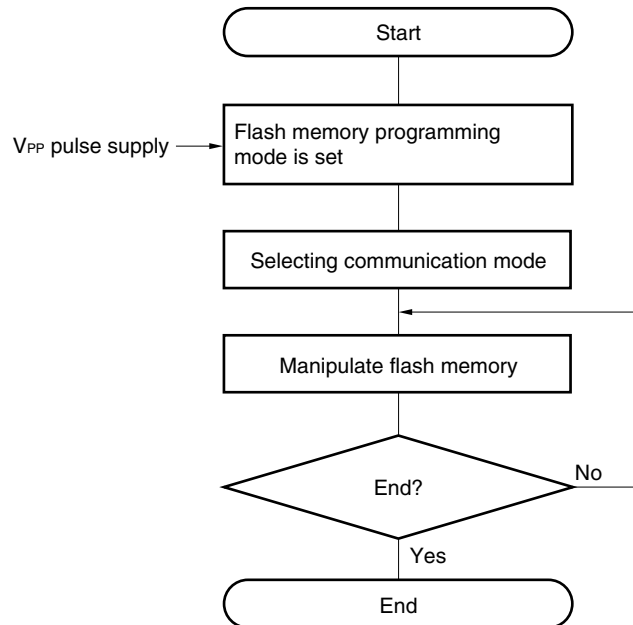 Start
VPP pulse supply
Flash memory programming
mode is set
Selecting communication mode
Manipulate flash memory
End?
No
Yes
End